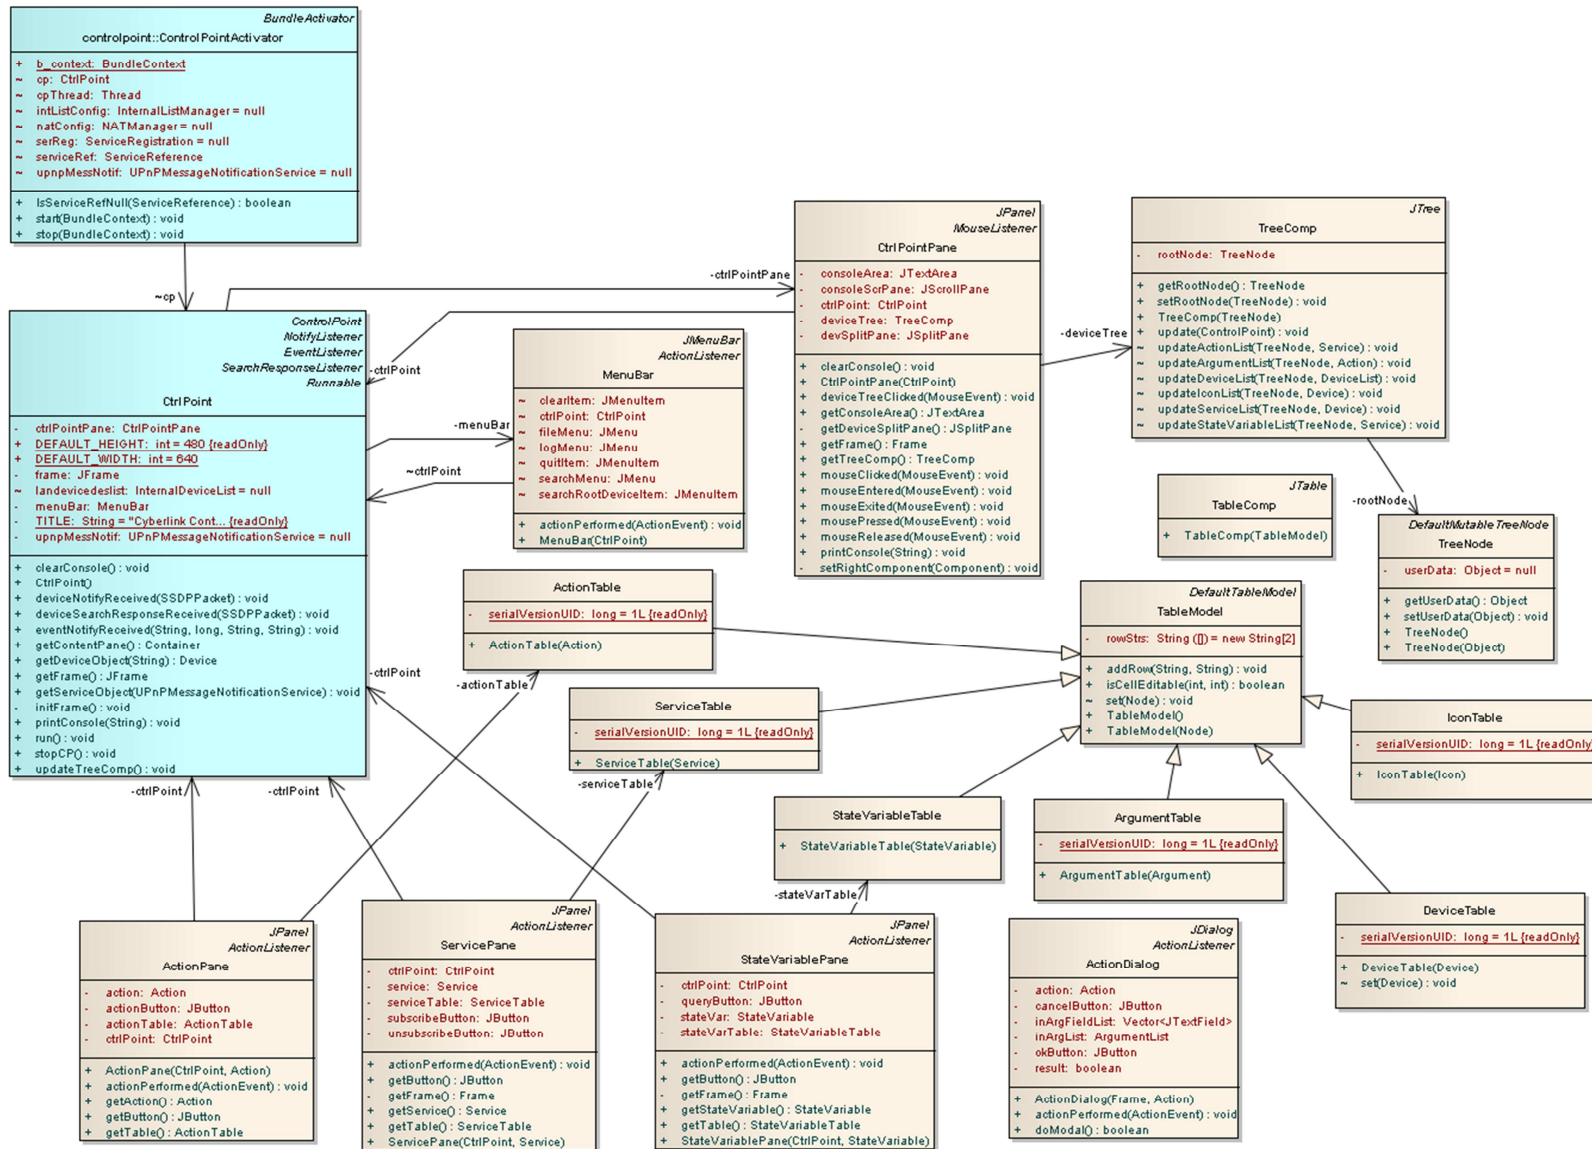 BundleActivator
controlpoint::ControlPointActivator
+ b_context: BundleContext
~ cp: CtrlPoint
~ cpThread: Thread
~ intListConfig: InternalListManager = null
~ natConfig: NATManager = null
~ serReg: ServiceRegistration = null
~ serviceRef: ServiceReference
~ upnpMessNotif: UPnPMessageNotificationService = null
+ IsServiceRefNull(ServiceReference) : boolean
+ start(BundleContext) : void
+ stop(BundleContext) : void
~cp
ControlPoint
NotifyListener
EventListener
SearchResponseListener
Runnable
CtrlPoint
- ctrlPointPane: CtrlPointPane
+ DEFAULT_HEIGHT: int = 480 {readOnly}
+ DEFAULT_WIDTH: int = 640
- frame: JFrame
~ landevicedeslist: InternalDeviceList = null
- menuBar: MenuBar
- TITLE: String = "Cyberlink Cont... {readOnly}
- upnpMessNotif: UPnPMessageNotificationService = null
+ clearConsole() : void
+ CtrlPoint()
+ deviceNotifyReceived(SSDPPacket) : void
+ deviceSearchResponseReceived(SSDPPacket) : void
+ eventNotifyReceived(String, long, String, String) : void
+ getContentPane() : Container
+ getDeviceObject(String) : Device
+ getFrame() : JFrame
+ getServiceObject(UPnPMessageNotificationService) : void
- initFrame() : void
+ printConsole(String) : void
+ run() : void
+ stopCP() : void
+ updateTreeComp() : void
-ctrlPointPane
-ctrlPoint
-menuBar
~ctrlPoint
-ctrlPoint
-ctrlPoint
-ctrlPoint
JMenuBar
ActionListener
MenuBar
~ clearItem: JMenuItem
~ ctrlPoint: CtrlPoint
~ fileMenu: JMenu
~ logMenu: JMenu
~ quitItem: JMenuItem
~ searchMenu: JMenu
~ searchRootDeviceItem: JMenuItem
+ actionPerformed(ActionEvent) : void
+ MenuBar(CtrlPoint)
JPanel
MouseListener
CtrlPointPane
- consoleArea: JTextArea
- consoleScrPane: JScrollPane
- ctrlPoint: CtrlPoint
- deviceTree: TreeComp
- devSplitPane: JSplitPane
+ clearConsole() : void
+ CtrlPointPane(CtrlPoint)
+ deviceTreeClicked(MouseEvent) : void
+ getConsoleArea() : JTextArea
- getDeviceSplitPane() : JSplitPane
+ getFrame() : Frame
+ getTreeComp() : TreeComp
+ mouseClicked(MouseEvent) : void
+ mouseEntered(MouseEvent) : void
+ mouseExited(MouseEvent) : void
+ mousePressed(MouseEvent) : void
+ mouseReleased(MouseEvent) : void
+ printConsole(String) : void
- setRightComponent(Component) : void
-deviceTree
JTree
TreeComp
- rootNode: TreeNode
+ getRootNode() : TreeNode
+ setRootNode(TreeNode) : void
+ TreeComp(TreeNode)
+ update(ControlPoint) : void
~ updateActionList(TreeNode, Service) : void
~ updateArgumentList(TreeNode, Action) : void
~ updateDeviceList(TreeNode, DeviceList) : void
~ updateIconList(TreeNode, Device) : void
~ updateServiceList(TreeNode, Device) : void
~ updateStateVariableList(TreeNode, Service) : void
-rootNode
JTable
TableComp
+ TableComp(TableModel)
DefaultMutableTreeNode
TreeNode
- userData: Object = null
+ getUserData() : Object
+ setUserData(Object) : void
+ TreeNode()
+ TreeNode(Object)
ActionTable
- serialVersionUID: long = 1L {readOnly}
+ ActionTable(Action)
-actionTable
DefaultTableModel
TableModel
- rowStrs: String ([]) = new String[2]
+ addRow(String, String) : void
+ isCellEditable(int, int) : boolean
~ set(Node) : void
+ TableModel()
+ TableModel(Node)
ServiceTable
- serialVersionUID: long = 1L {readOnly}
+ ServiceTable(Service)
-serviceTable
IconTable
- serialVersionUID: long = 1L {readOnly}
+ IconTable(Icon)
StateVariableTable
+ StateVariableTable(StateVariable)
-stateVarTable
ArgumentTable
- serialVersionUID: long = 1L {readOnly}
+ ArgumentTable(Argument)
DeviceTable
- serialVersionUID: long = 1L {readOnly}
+ DeviceTable(Device)
~ set(Device) : void
JPanel
ActionListener
ActionPane
- action: Action
- actionButton: JButton
- actionTable: ActionTable
- ctrlPoint: CtrlPoint
+ ActionPane(CtrlPoint, Action)
+ actionPerformed(ActionEvent) : void
+ getAction() : Action
+ getButton() : JButton
+ getTable() : ActionTable
JPanel
ActionListener
ServicePane
- ctrlPoint: CtrlPoint
- service: Service
- serviceTable: ServiceTable
- subscribeButton: JButton
- unsubscribeButton: JButton
+ actionPerformed(ActionEvent) : void
+ getButton() : JButton
- getFrame() : Frame
+ getService() : Service
+ getTable() : ServiceTable
+ ServicePane(CtrlPoint, Service)
JPanel
ActionListener
StateVariablePane
- ctrlPoint: CtrlPoint
- queryButton: JButton
- stateVar: StateVariable
- stateVarTable: StateVariableTable
+ actionPerformed(ActionEvent) : void
+ getButton() : JButton
- getFrame() : Frame
+ getStateVariable() : StateVariable
+ getTable() : StateVariableTable
+ StateVariablePane(CtrlPoint, StateVariable)
JDialog
ActionListener
ActionDialog
- action: Action
- cancelButton: JButton
- inArgFieldList: Vector<JTextField>
- inArgList: ArgumentList
- okButton: JButton
- result: boolean
+ ActionDialog(Frame, Action)
+ actionPerformed(ActionEvent) : void
+ doModal() : boolean